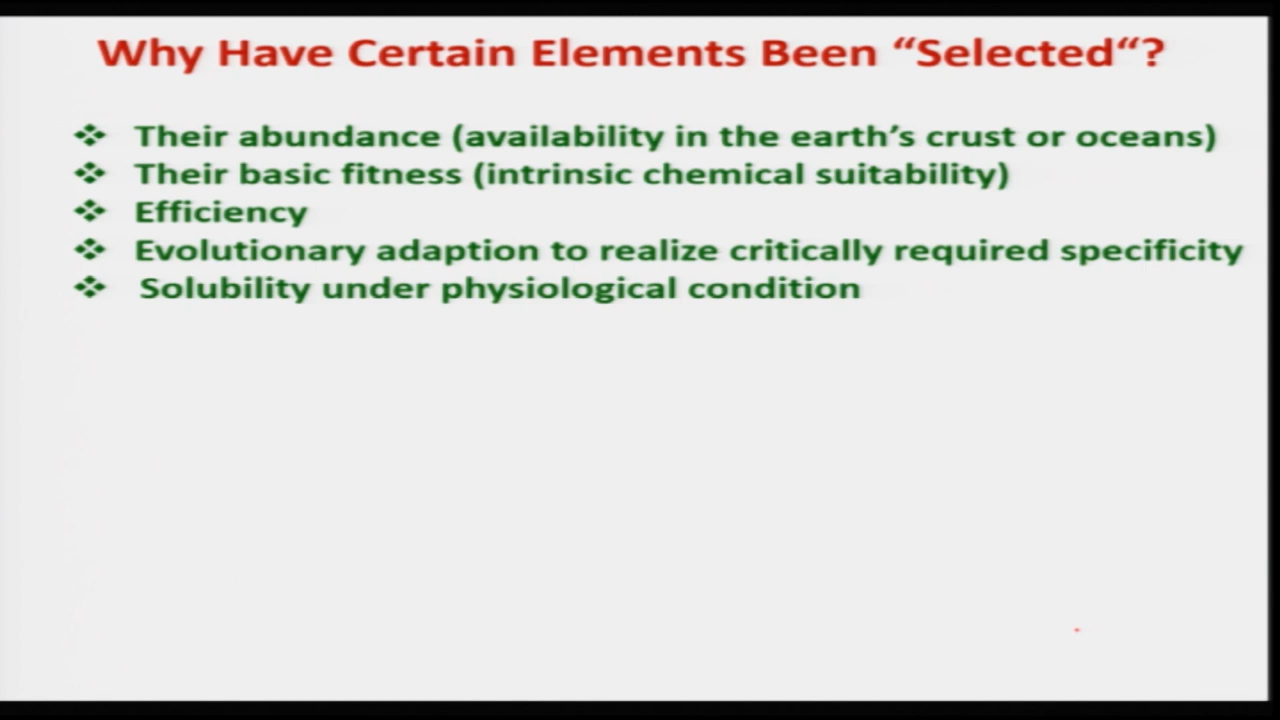 Why Have Certain Elements Been “Selected“?
❖ Their abundance (availability in the earth’s crust or oceans)
❖ Their basic fitness (intrinsic chemical suitability)
❖ Efficiency
❖ Evolutionary adaption to realize critically required specificity
❖ Solubility under physiological condition